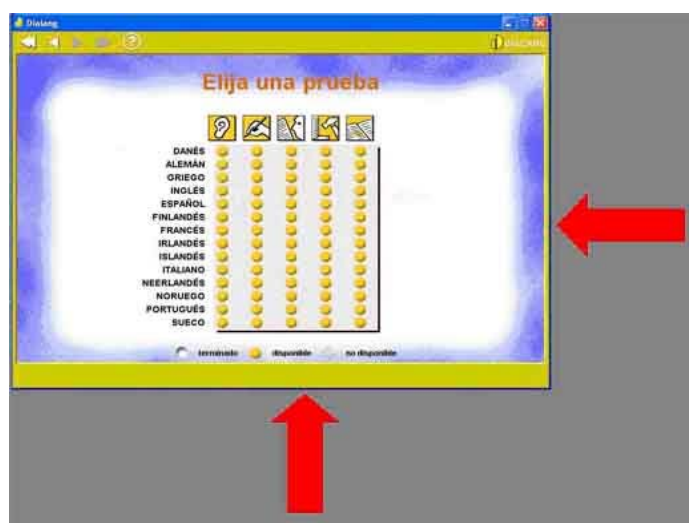 Dialang
DIALANG
Elija una prueba
DANÉS
ALEMÁN
GRIEGO
INGLÉS
ESPAÑOL
FINLANDÉS
FRANCÉS
IRLANDÉS
ISLANDÉS
ITALIANO
NEERLANDÉS
NORUEGO
PORTUGUÉS
SUECO
terminado disponible no disponible